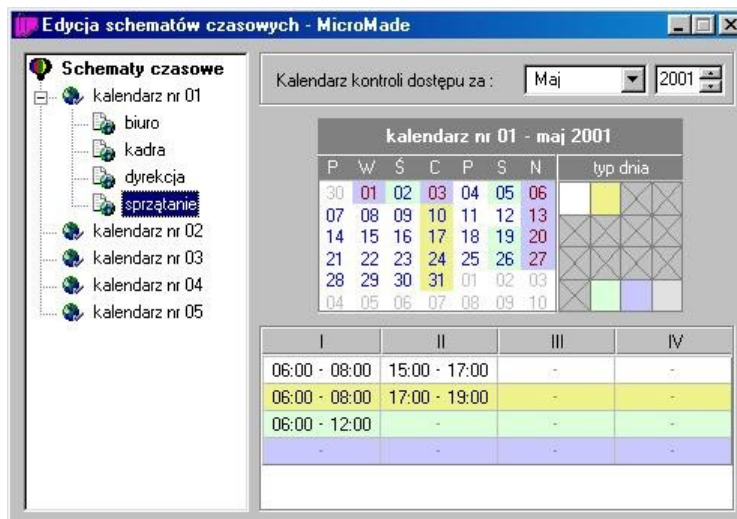 Edycja schematów czasowych - MicroMade
Schematy czasowe
kalendarz nr 01
biuro
kadra
dyrekcja
sprzątanie
kalendarz nr 02
kalendarz nr 03
kalendarz nr 04
kalendarz nr 05
Kalendarz kontroli dostępu za : Maj 2001
kalendarz nr 01 - maj 2001
P W Ś C P S N typ dnia
30 01 02 03 04 05 06
07 08 09 10 11 12 13
14 15 16 17 18 19 20
21 22 23 24 25 26 27
28 29 30 31 01 02 03
04 05 06 07 08 09 10
I II III IV
06:00 - 08:00 15:00 - 17:00 - -
06:00 - 08:00 17:00 - 19:00 - -
06:00 - 12:00 - - -
- - - -